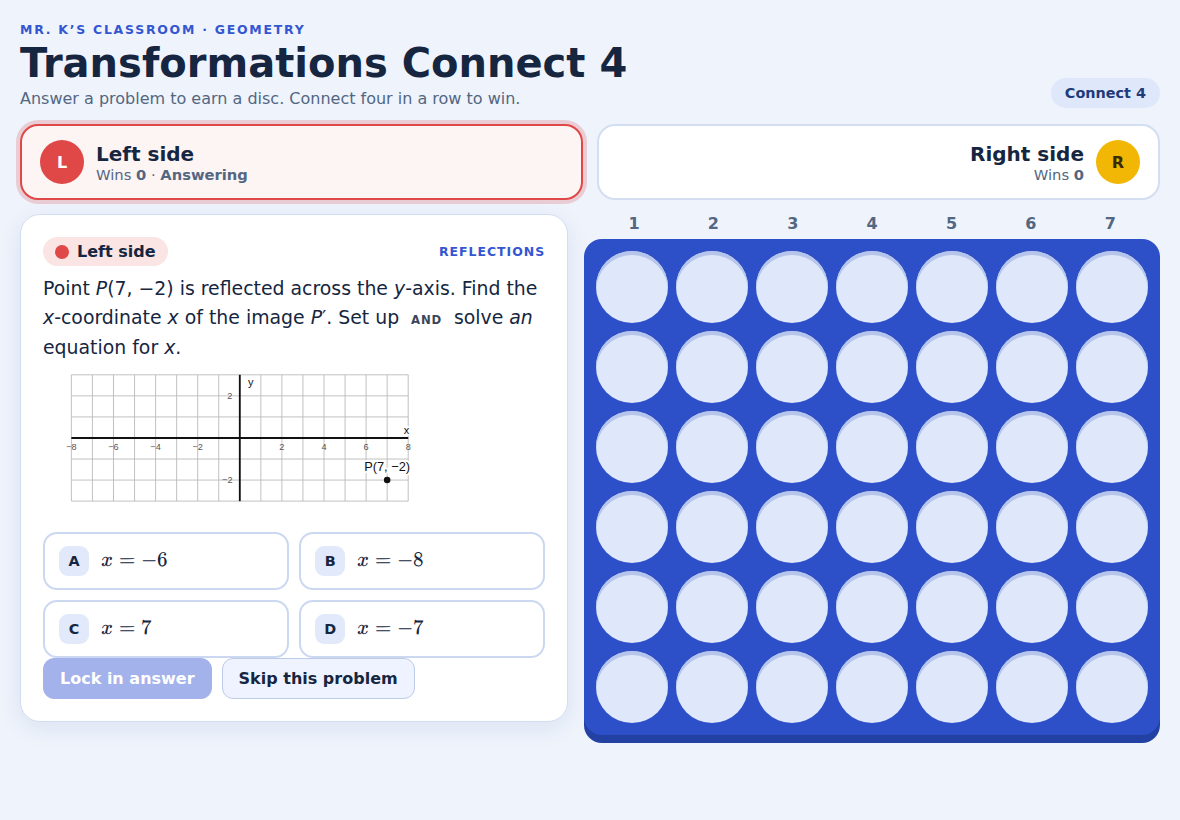 MR. K’S CLASSROOM · GEOMETRY
Transformations Connect 4
Answer a problem to earn a disc. Connect four in a row to win.
Connect 4
L
Left side
Wins 0 · Answering
Right side
Wins 0
R
Left side
REFLECTIONS
Point P(7, −2) is reflected across the y-axis. Find the
x-coordinate x of the image P′. Set up AND solve an
equation for x.
y
2
x
−8 −6 −4 −2 2 4 6 8
P(7, −2)
−2
A x = −6
B x = −8
C x = 7
D x = −7
Lock in answer
Skip this problem
1 2 3 4 5 6 7